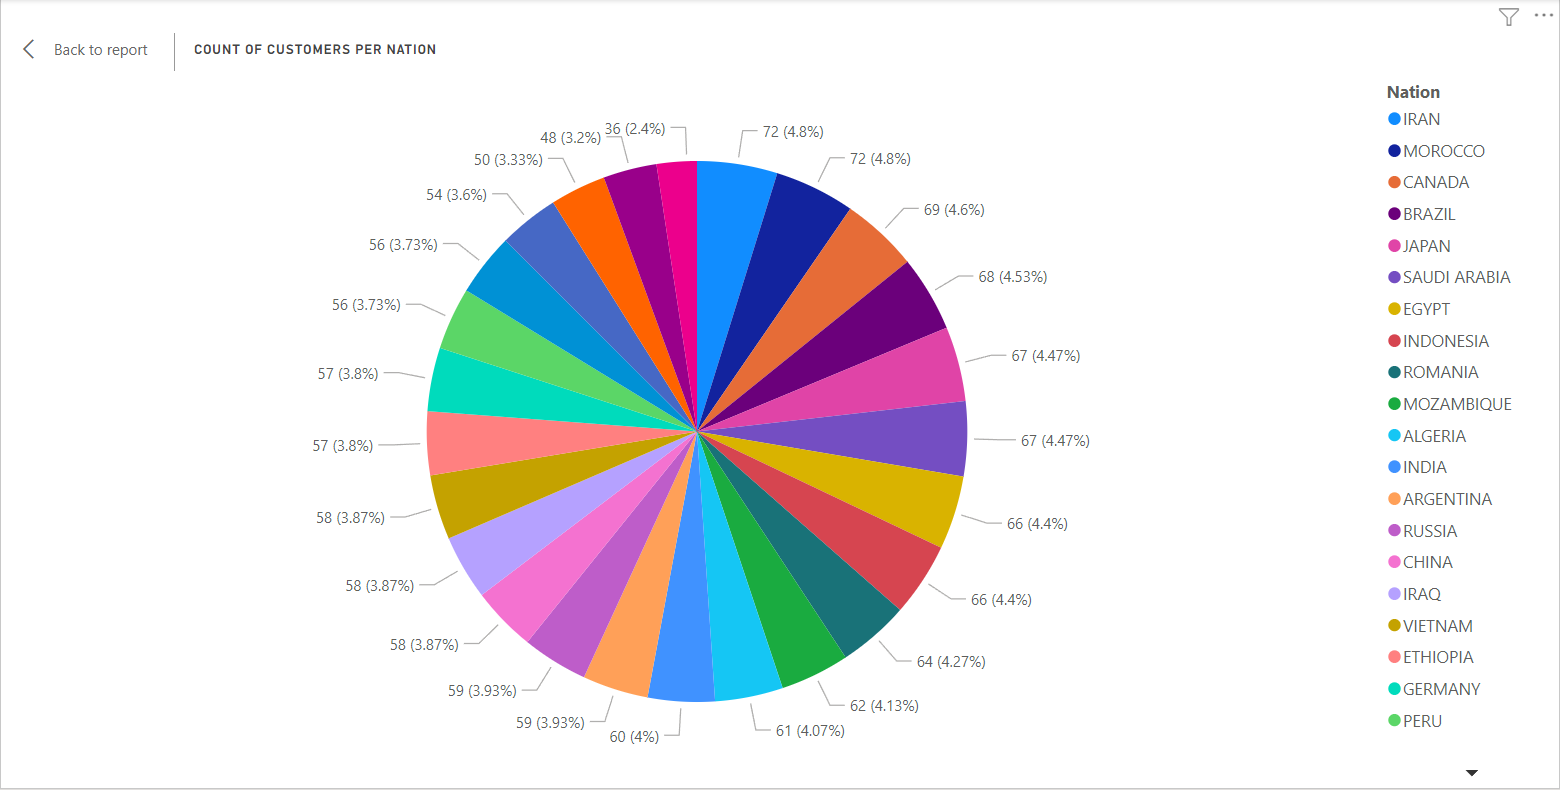 Back to report
COUNT OF CUSTOMERS PER NATION
36 (2.4%)
72 (4.8%)
48 (3.2%)
72 (4.8%)
50 (3.33%)
54 (3.6%)
69 (4.6%)
56 (3.73%)
68 (4.53%)
56 (3.73%)
67 (4.47%)
57 (3.8%)
67 (4.47%)
57 (3.8%)
66 (4.4%)
58 (3.87%)
66 (4.4%)
58 (3.87%)
64 (4.27%)
58 (3.87%)
62 (4.13%)
59 (3.93%)
61 (4.07%)
59 (3.93%)
60 (4%)
Nation
IRAN
MOROCCO
CANADA
BRAZIL
JAPAN
SAUDI ARABIA
EGYPT
INDONESIA
ROMANIA
MOZAMBIQUE
ALGERIA
INDIA
ARGENTINA
RUSSIA
CHINA
IRAQ
VIETNAM
ETHIOPIA
GERMANY
PERU